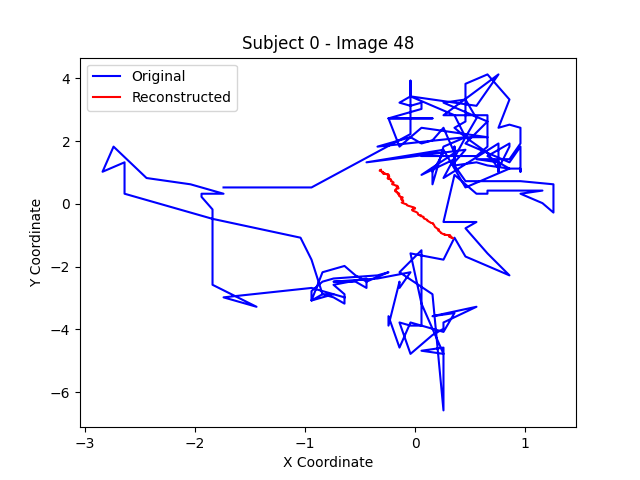 Subject 0 - Image 48
Original
Reconstructed
4
2
0
−2
−4
−6
Y Coordinate
−3 −2 −1 0 1
X Coordinate